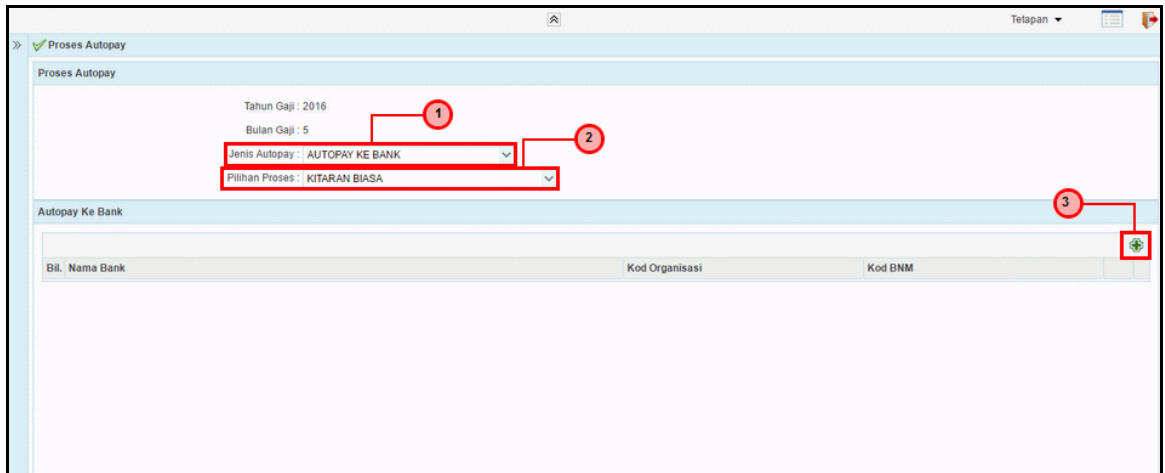 Tetapan
Proses Autopay
Proses Autopay
Tahun Gaji : 2016
1
Bulan Gaji : 5
2
Jenis Autopay : AUTOPAY KE BANK
Pilihan Proses : KITARAN BIASA
3
Autopay Ke Bank
Bil. Nama Bank Kod Organisasi Kod BNM